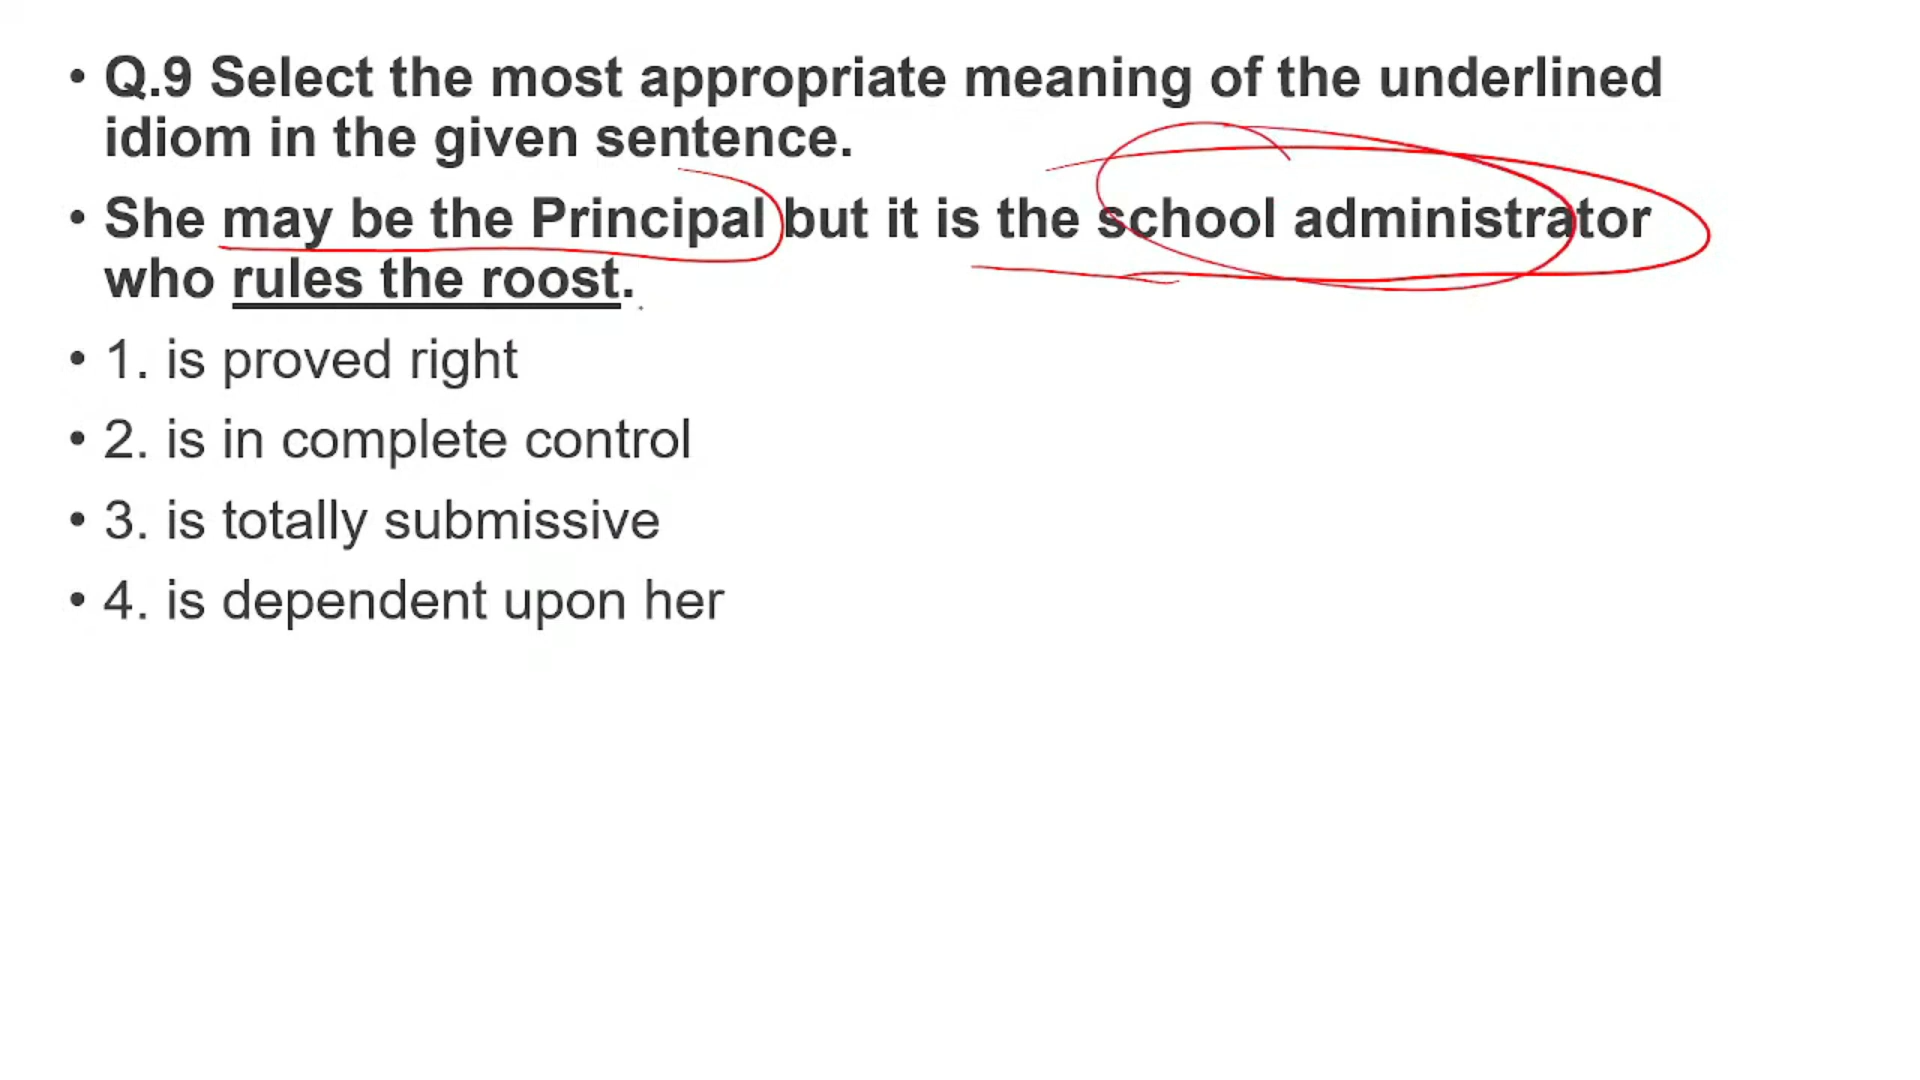 • Q.9 Select the most appropriate meaning of the underlined
idiom in the given sentence.
• She may be the Principal but it is the school administrator
who rules the roost.
• 1. is proved right
• 2. is in complete control
• 3. is totally submissive
• 4. is dependent upon her